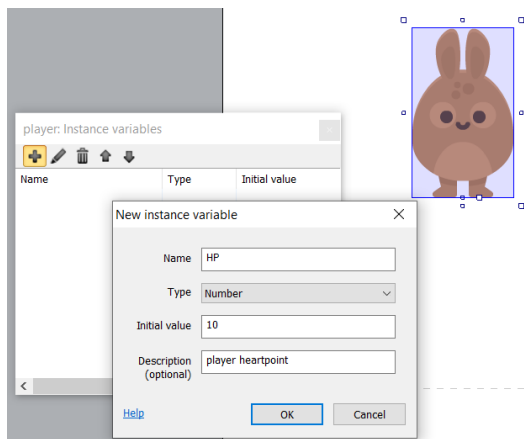 player: Instance variables
Name Type Initial value
New instance variable
Name HP
Type Number
Initial value 10
Description (optional) player heartpoint
Help OK Cancel